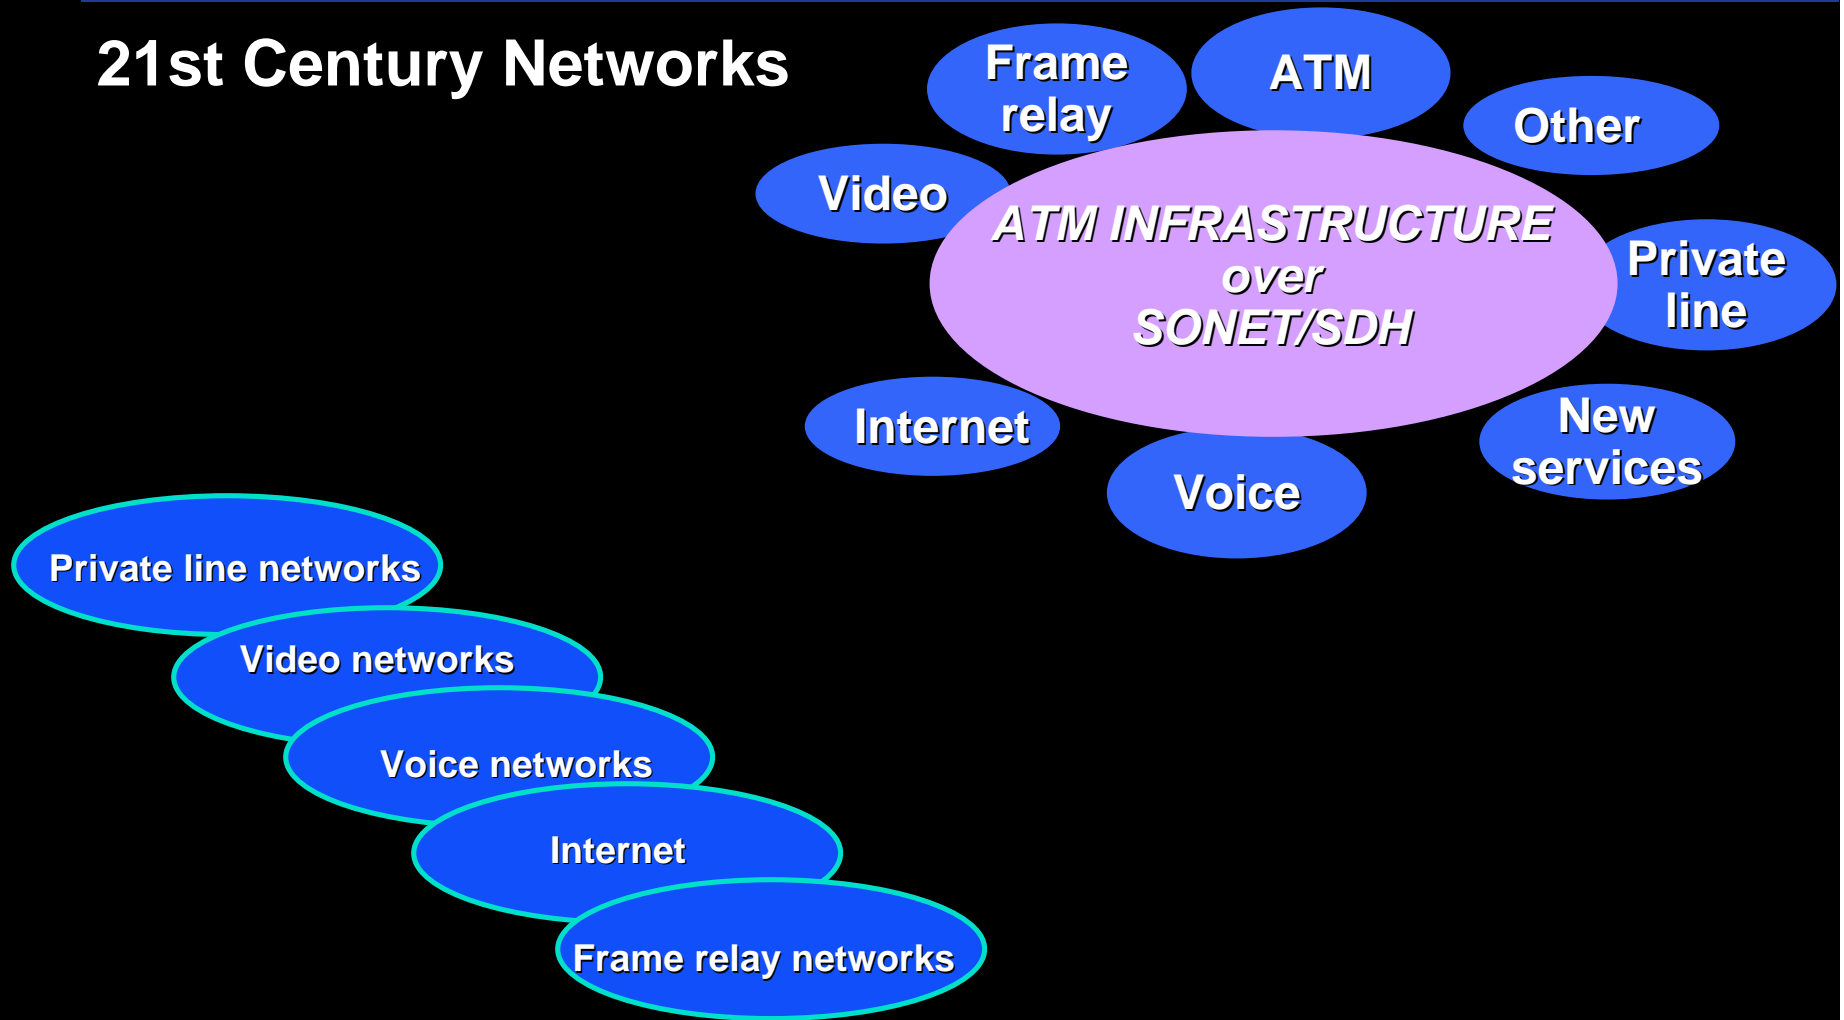 21st Century Networks
Frame
relay
ATM
Other
Video
ATM INFRASTRUCTURE
over
SONET/SDH
Private
line
Internet
New
services
Voice
Private line networks
Video networks
Voice networks
Internet
Frame relay networks